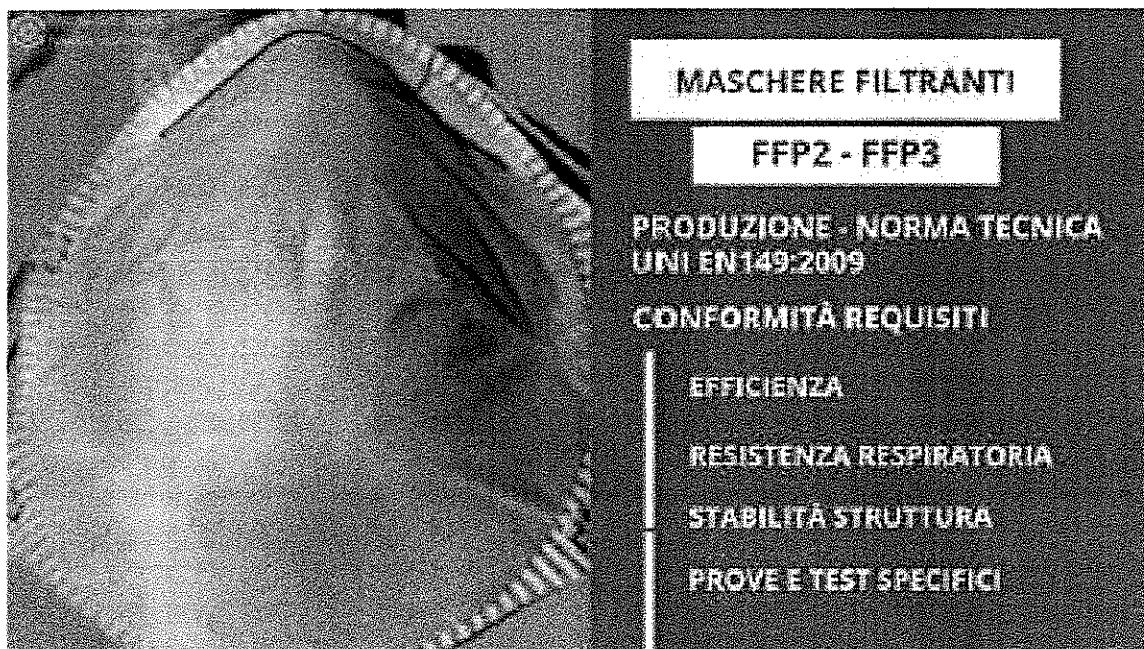 MASCHERE FILTRANTI
FFP2 - FFP3
PRODUZIONE - NORMA TECNICA
UNI EN149:2009
CONFORMITÀ REQUISITI
EFFICIENZA
RESISTENZA RESPIRATORIA
STABILITÀ STRUTTURA
PROVE E TEST SPECIFICI